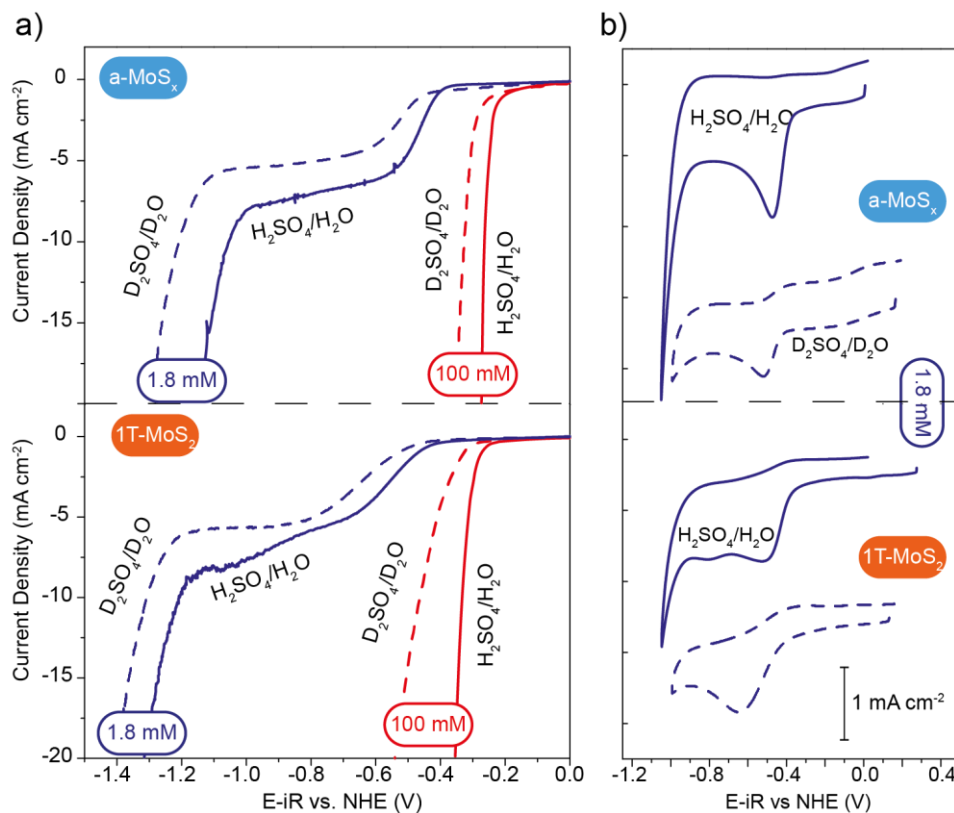 a)
a-MoSₓ
0
-5
-10
-15
Current Density (mA cm⁻²)
D₂SO₄/D₂O
H₂SO₄/H₂O
D₂SO₄/D₂O
H₂SO₄/H₂O
1.8 mM
100 mM
1T-MoS₂
0
-5
-10
-15
-20
Current Density (mA cm⁻²)
D₂SO₄/D₂O
H₂SO₄/H₂O
D₂SO₄/D₂O
H₂SO₄/H₂O
1.8 mM
100 mM
-1.4 -1.2 -1.0 -0.8 -0.6 -0.4 -0.2 0.0
E-iR vs. NHE (V)
b)
H₂SO₄/H₂O
a-MoSₓ
D₂SO₄/D₂O
1.8 mM
H₂SO₄/H₂O
1T-MoS₂
1 mA cm⁻²
-1.2 -0.8 -0.4 0.0 0.4
E-iR vs NHE (V)